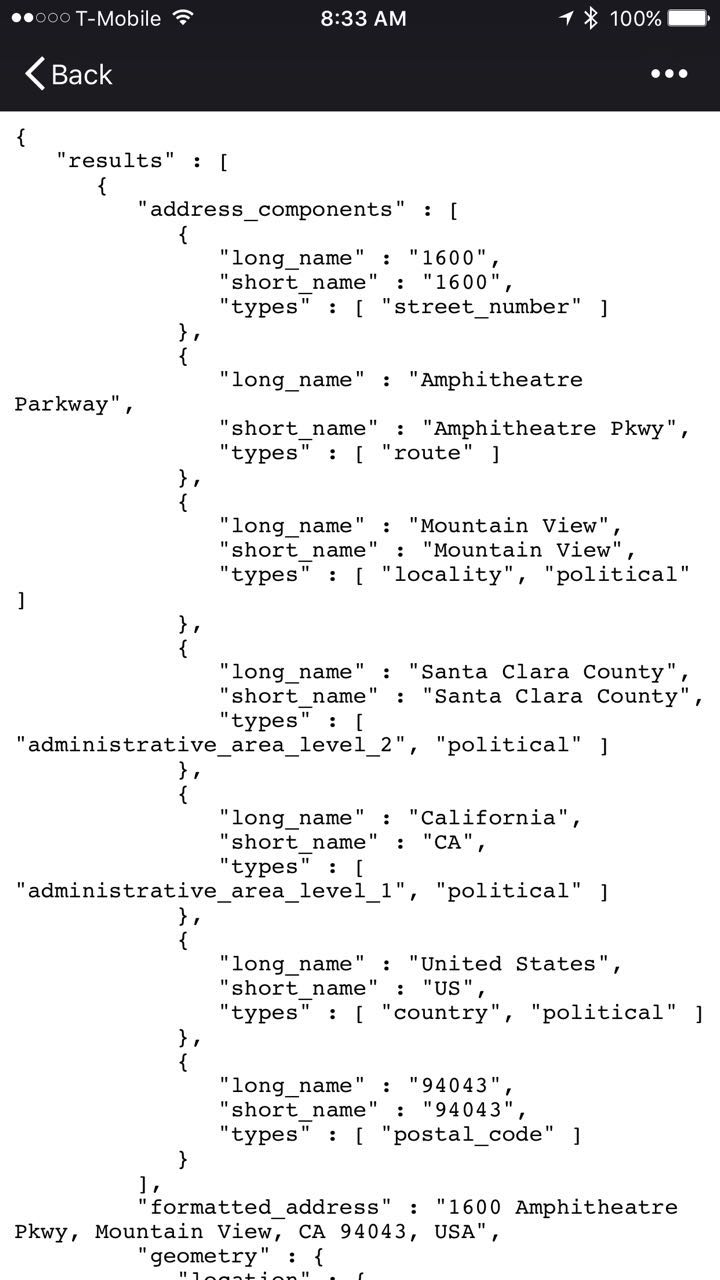 T-Mobile 8:33 AM 100%
Back
{
   "results" : [
      {
         "address_components" : [
            {
               "long_name" : "1600",
               "short_name" : "1600",
               "types" : [ "street_number" ]
            },
            {
               "long_name" : "Amphitheatre
Parkway",
               "short_name" : "Amphitheatre Pkwy",
               "types" : [ "route" ]
            },
            {
               "long_name" : "Mountain View",
               "short_name" : "Mountain View",
               "types" : [ "locality", "political"
]
            },
            {
               "long_name" : "Santa Clara County",
               "short_name" : "Santa Clara County",
               "types" : [
"administrative_area_level_2", "political" ]
            },
            {
               "long_name" : "California",
               "short_name" : "CA",
               "types" : [
"administrative_area_level_1", "political" ]
            },
            {
               "long_name" : "United States",
               "short_name" : "US",
               "types" : [ "country", "political" ]
            },
            {
               "long_name" : "94043",
               "short_name" : "94043",
               "types" : [ "postal_code" ]
            }
         ],
         "formatted_address" : "1600 Amphitheatre
Pkwy, Mountain View, CA 94043, USA",
         "geometry" : {
            "location" : {